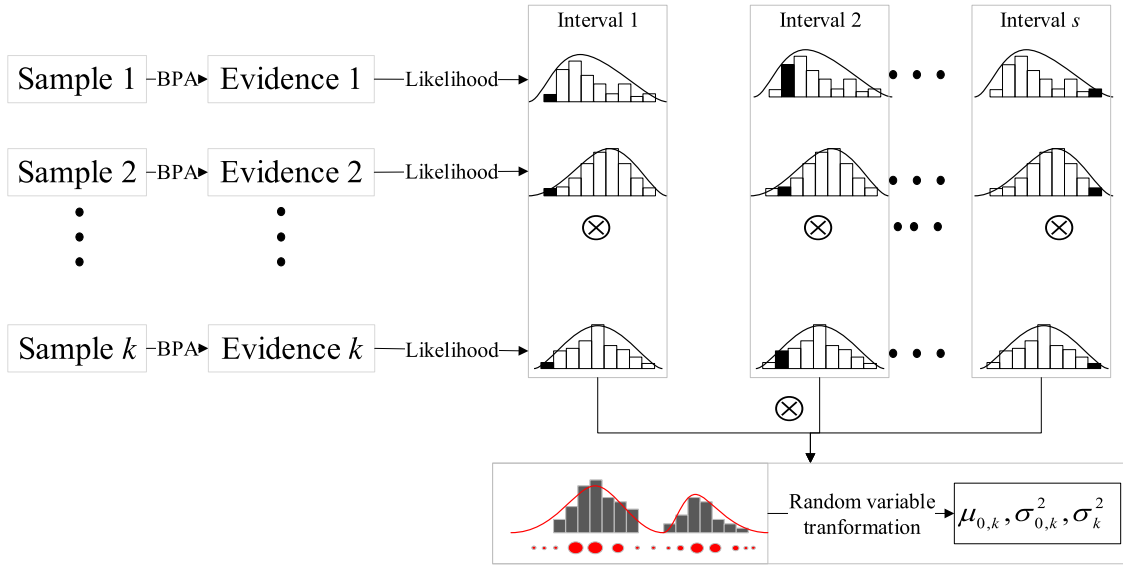 Interval 1
Interval 2
Interval s
Sample 1
BPA
Evidence 1
Likelihood
Sample 2
BPA
Evidence 2
Likelihood
Sample k
BPA
Evidence k
Likelihood
Random variable
tranformation
μ₀,ₖ, σ²₀,ₖ, σ²ₖ